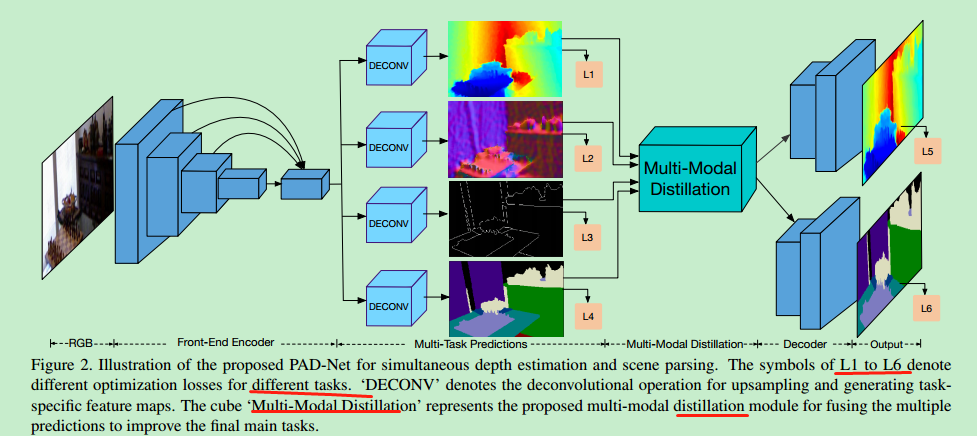 DECONV
L1
DECONV
L2
DECONV
L3
DECONV
L4
Multi-Modal
Distillation
L5
L6
RGB
Front-End Encoder
Multi-Task Predictions
Multi-Modal Distillation
Decoder
Output
Figure 2. Illustration of the proposed PAD-Net for simultaneous depth estimation and scene parsing. The symbols of L1 to L6 denote
different optimization losses for different tasks. ‘DECONV’ denotes the deconvolutional operation for upsampling and generating task-
specific feature maps. The cube ‘Multi-Modal Distillation’ represents the proposed multi-modal distillation module for fusing the multiple
predictions to improve the final main tasks.